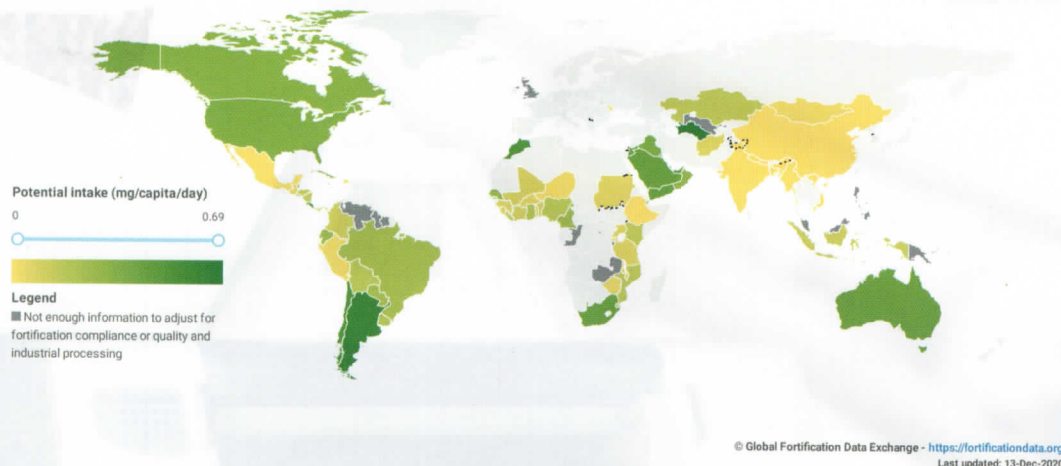 Potential intake (mg/capita/day)
0 0.69
Legend
Not enough information to adjust for
fortification compliance or quality and
industrial processing
© Global Fortification Data Exchange - https://fortificationdata.org
Last updated: 13-Dec-2020